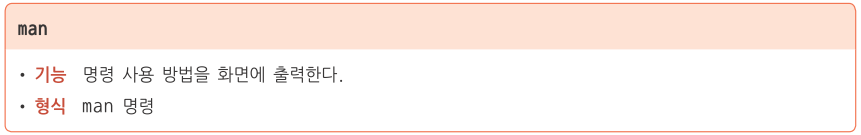 man
• 기능 명령 사용 방법을 화면에 출력한다.
• 형식 man 명령